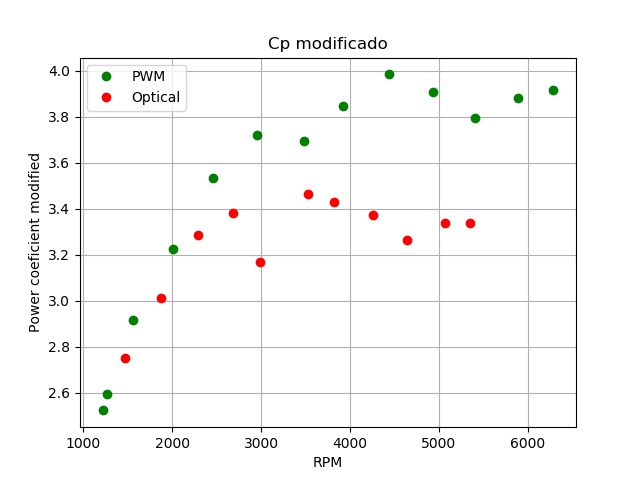 Cp modificado
PWM
Optical
4.0
3.8
3.6
3.4
3.2
3.0
2.8
2.6
Power coeficient modified
1000 2000 3000 4000 5000 6000
RPM